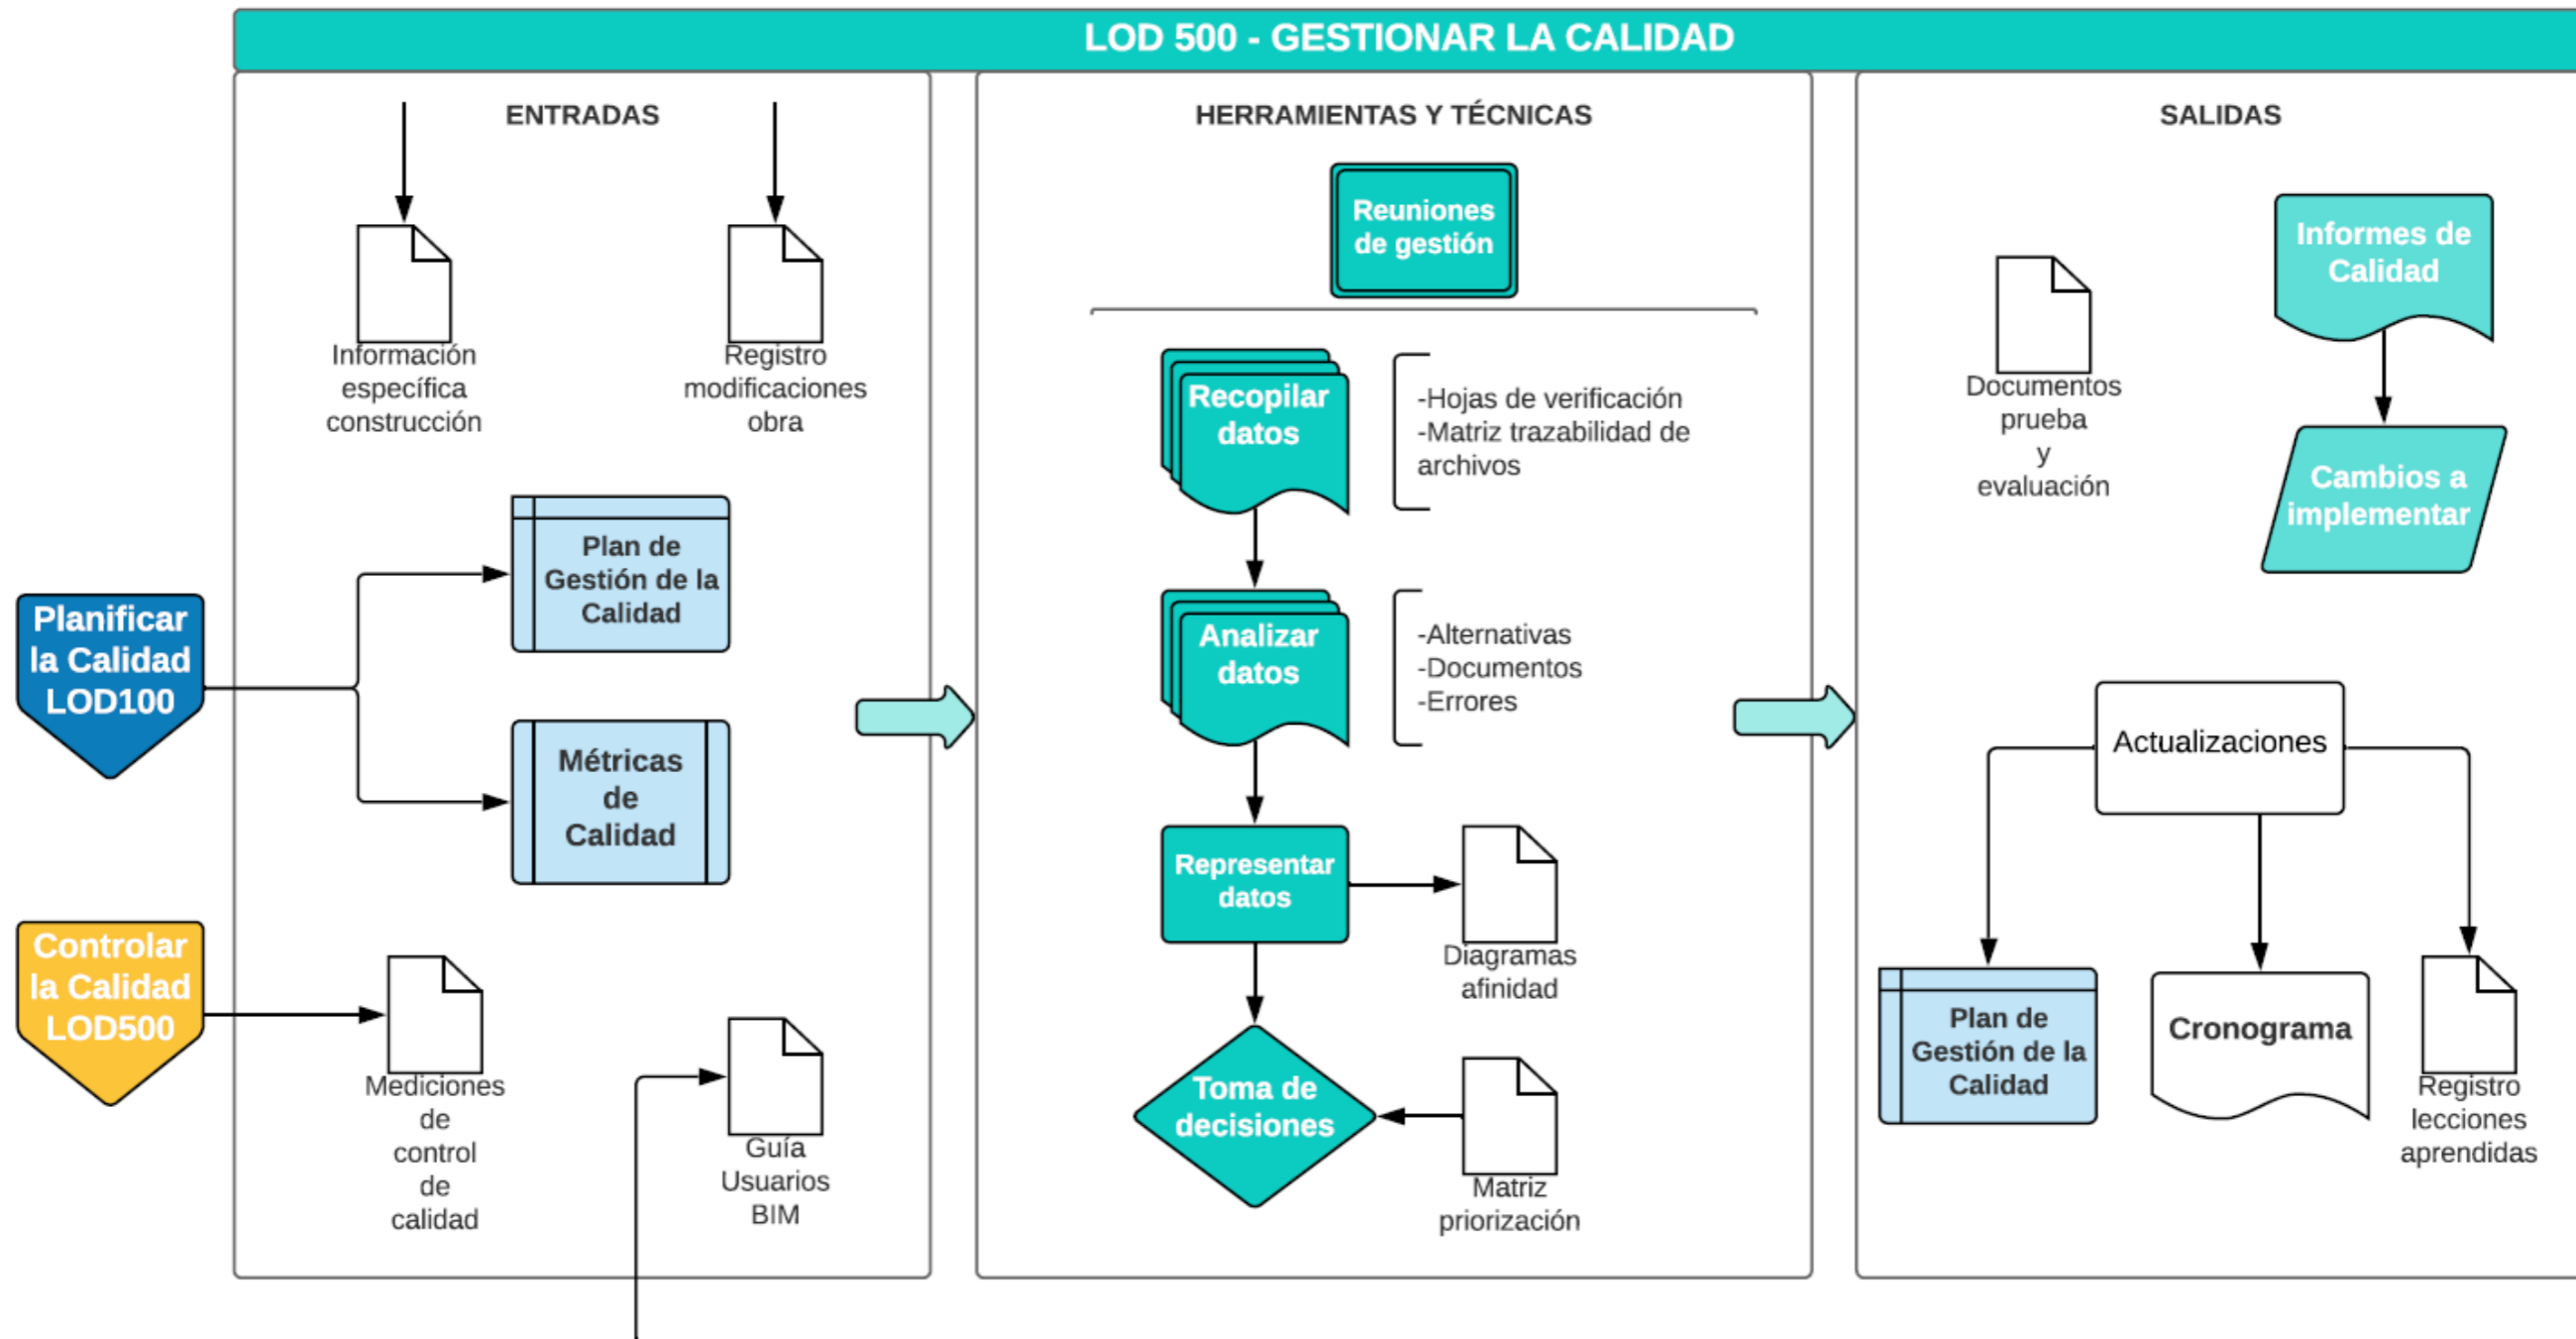 LOD 500 - GESTIONAR LA CALIDAD
ENTRADAS
Información
específica
construcción
Registro
modificaciones
obra
Plan de
Gestión de la
Calidad
Planificar
la Calidad
LOD100
Métricas
de
Calidad
Controlar
la Calidad
LOD500
Mediciones
de
control
de
calidad
Guía
Usuarios
BIM
HERRAMIENTAS Y TÉCNICAS
Reuniones
de gestión
Recopilar
datos
-Hojas de verificación
-Matriz trazabilidad de
archivos
Analizar
datos
-Alternativas
-Documentos
-Errores
Representar
datos
Diagramas
afinidad
Toma de
decisiones
Matriz
priorización
SALIDAS
Documentos
prueba
y
evaluación
Informes de
Calidad
Cambios a
implementar
Actualizaciones
Plan de
Gestión de la
Calidad
Cronograma
Registro
lecciones
aprendidas